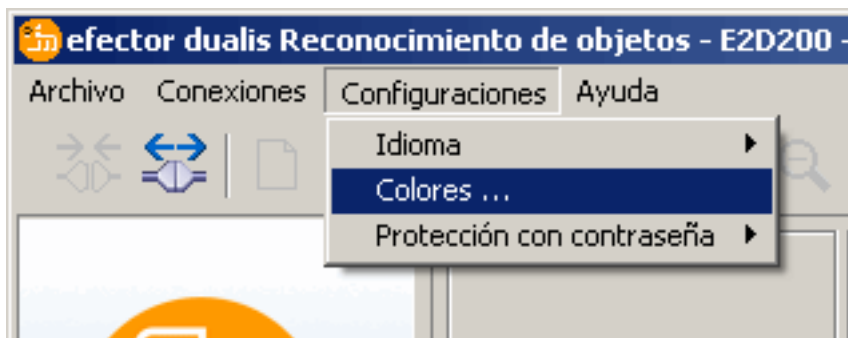 efector dualis Reconocimiento de objetos - E2D200 -
Archivo Conexiones Configuraciones Ayuda
Idioma
Colores ...
Protección con contraseña